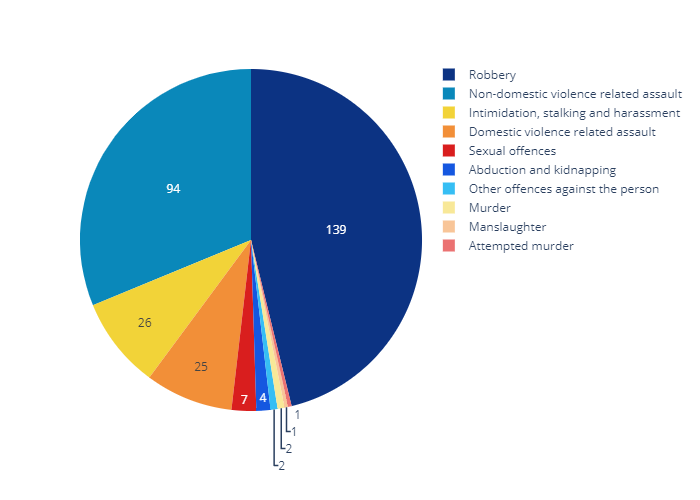 Robbery
Non-domestic violence related assault
Intimidation, stalking and harassment
Domestic violence related assault
Sexual offences
Abduction and kidnapping
Other offences against the person
Murder
Manslaughter
Attempted murder
94
139
26
25
7
4
1
1
2
2